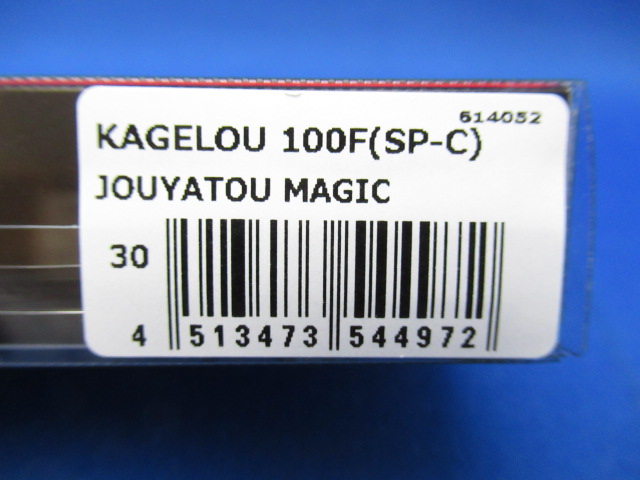 614052
KAGELOU 100F(SP-C)
JOUYATOU MAGIC
30
4 513473 544972